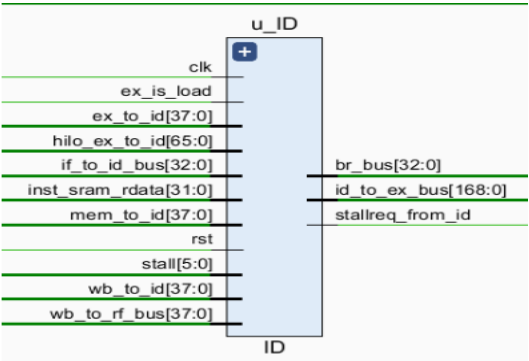 u_ID
+
clk
ex_is_load
ex_to_id[37:0]
hilo_ex_to_id[65:0]
if_to_id_bus[32:0]
inst_sram_rdata[31:0]
mem_to_id[37:0]
rst
stall[5:0]
wb_to_id[37:0]
wb_to_rf_bus[37:0]
br_bus[32:0]
id_to_ex_bus[168:0]
stallreq_from_id
ID